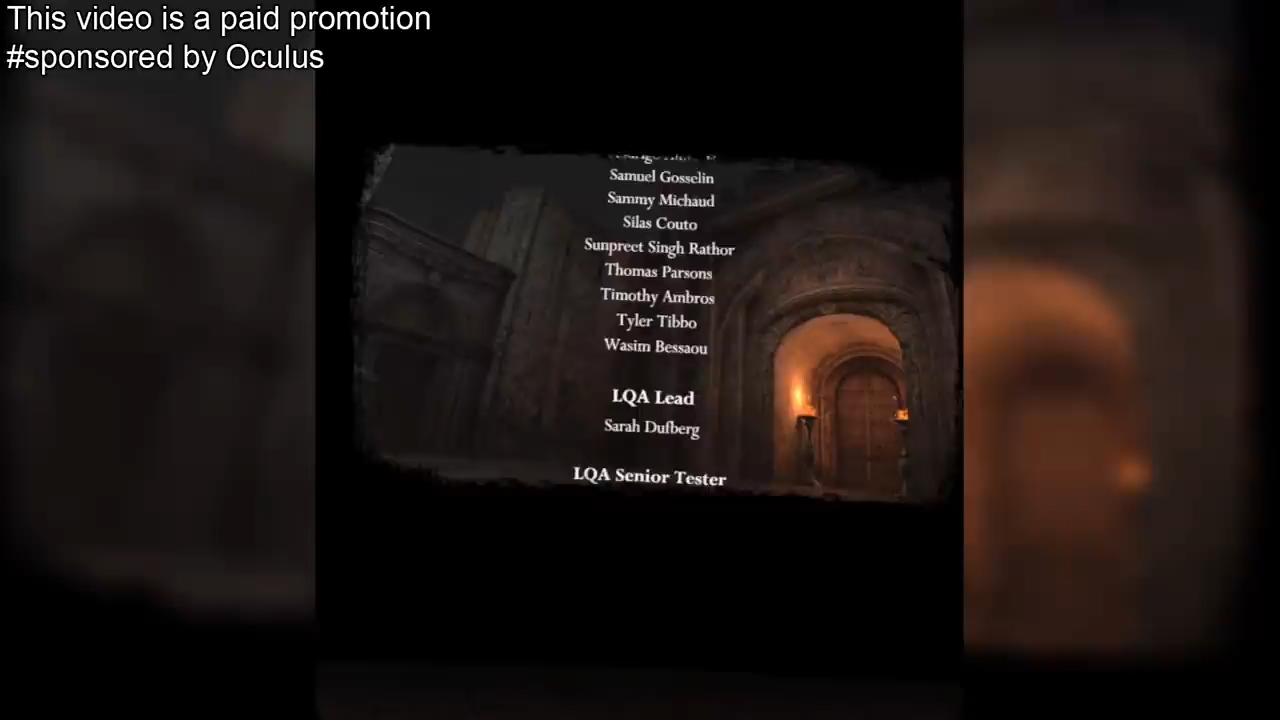 This video is a paid promotion
#sponsored by Oculus
Samuel Gosselin
Sammy Michaud
Silas Couto
Sunpreet Singh Rathor
Thomas Parsons
Timothy Ambros
Tyler Tibbo
Wasim Bessaou
LQA Lead
Sarah Dufberg
LQA Senior Tester